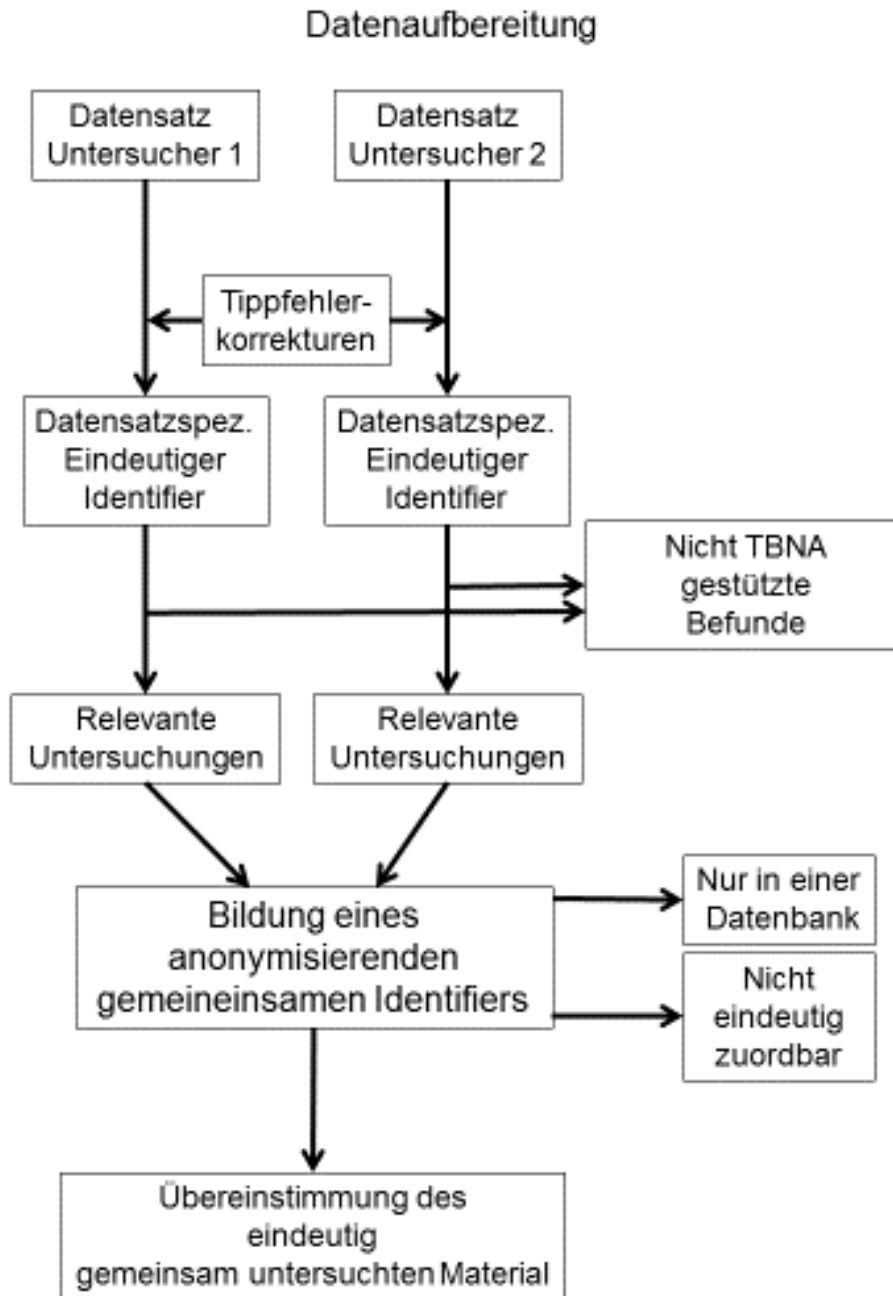 Datenaufbereitung
Datensatz
Untersucher 1
Datensatz
Untersucher 2
Tippfehler-
korrekturen
Datensatzspez.
Eindeutiger
Identifier
Datensatzspez.
Eindeutiger
Identifier
Nicht TBNA
gestützte
Befunde
Relevante
Untersuchungen
Relevante
Untersuchungen
Bildung eines
anonymisierenden
gemeineinsamen Identifiers
Nur in einer
Datenbank
Nicht
eindeutig
zuordbar
Übereinstimmung des
eindeutig
gemeinsam untersuchten Material